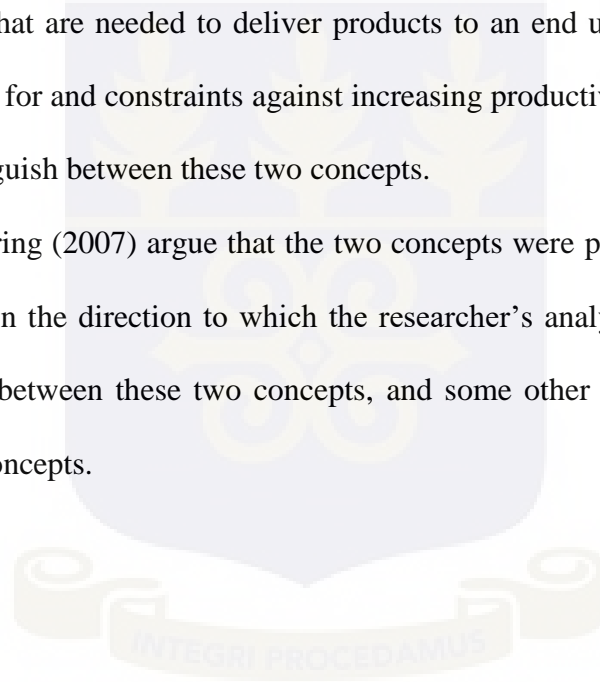 hat are needed to deliver products to an end u
for and constraints against increasing productiv
guish between these two concepts.
ring (2007) argue that the two concepts were p
n the direction to which the researcher’s analy
between these two concepts, and some other
oncepts.
INTEGRI PROCEDAMUS